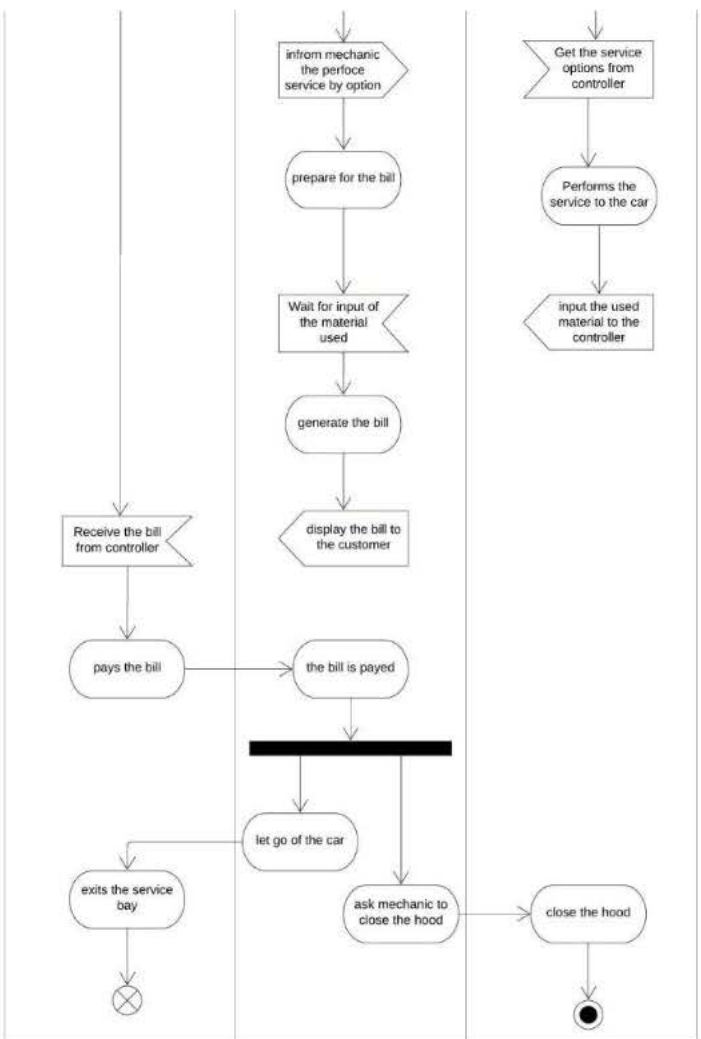 infrom mechanic
the perfoce
service by option
Get the service
options from
controller
prepare for the bill
Performs the
service to the car
Wait for input of
the material
used
input the used
material to the
controller
generate the bill
Receive the bill
from controller
display the bill to
the customer
pays the bill
the bill is payed
let go of the car
exits the service
bay
ask mechanic to
close the hood
close the hood